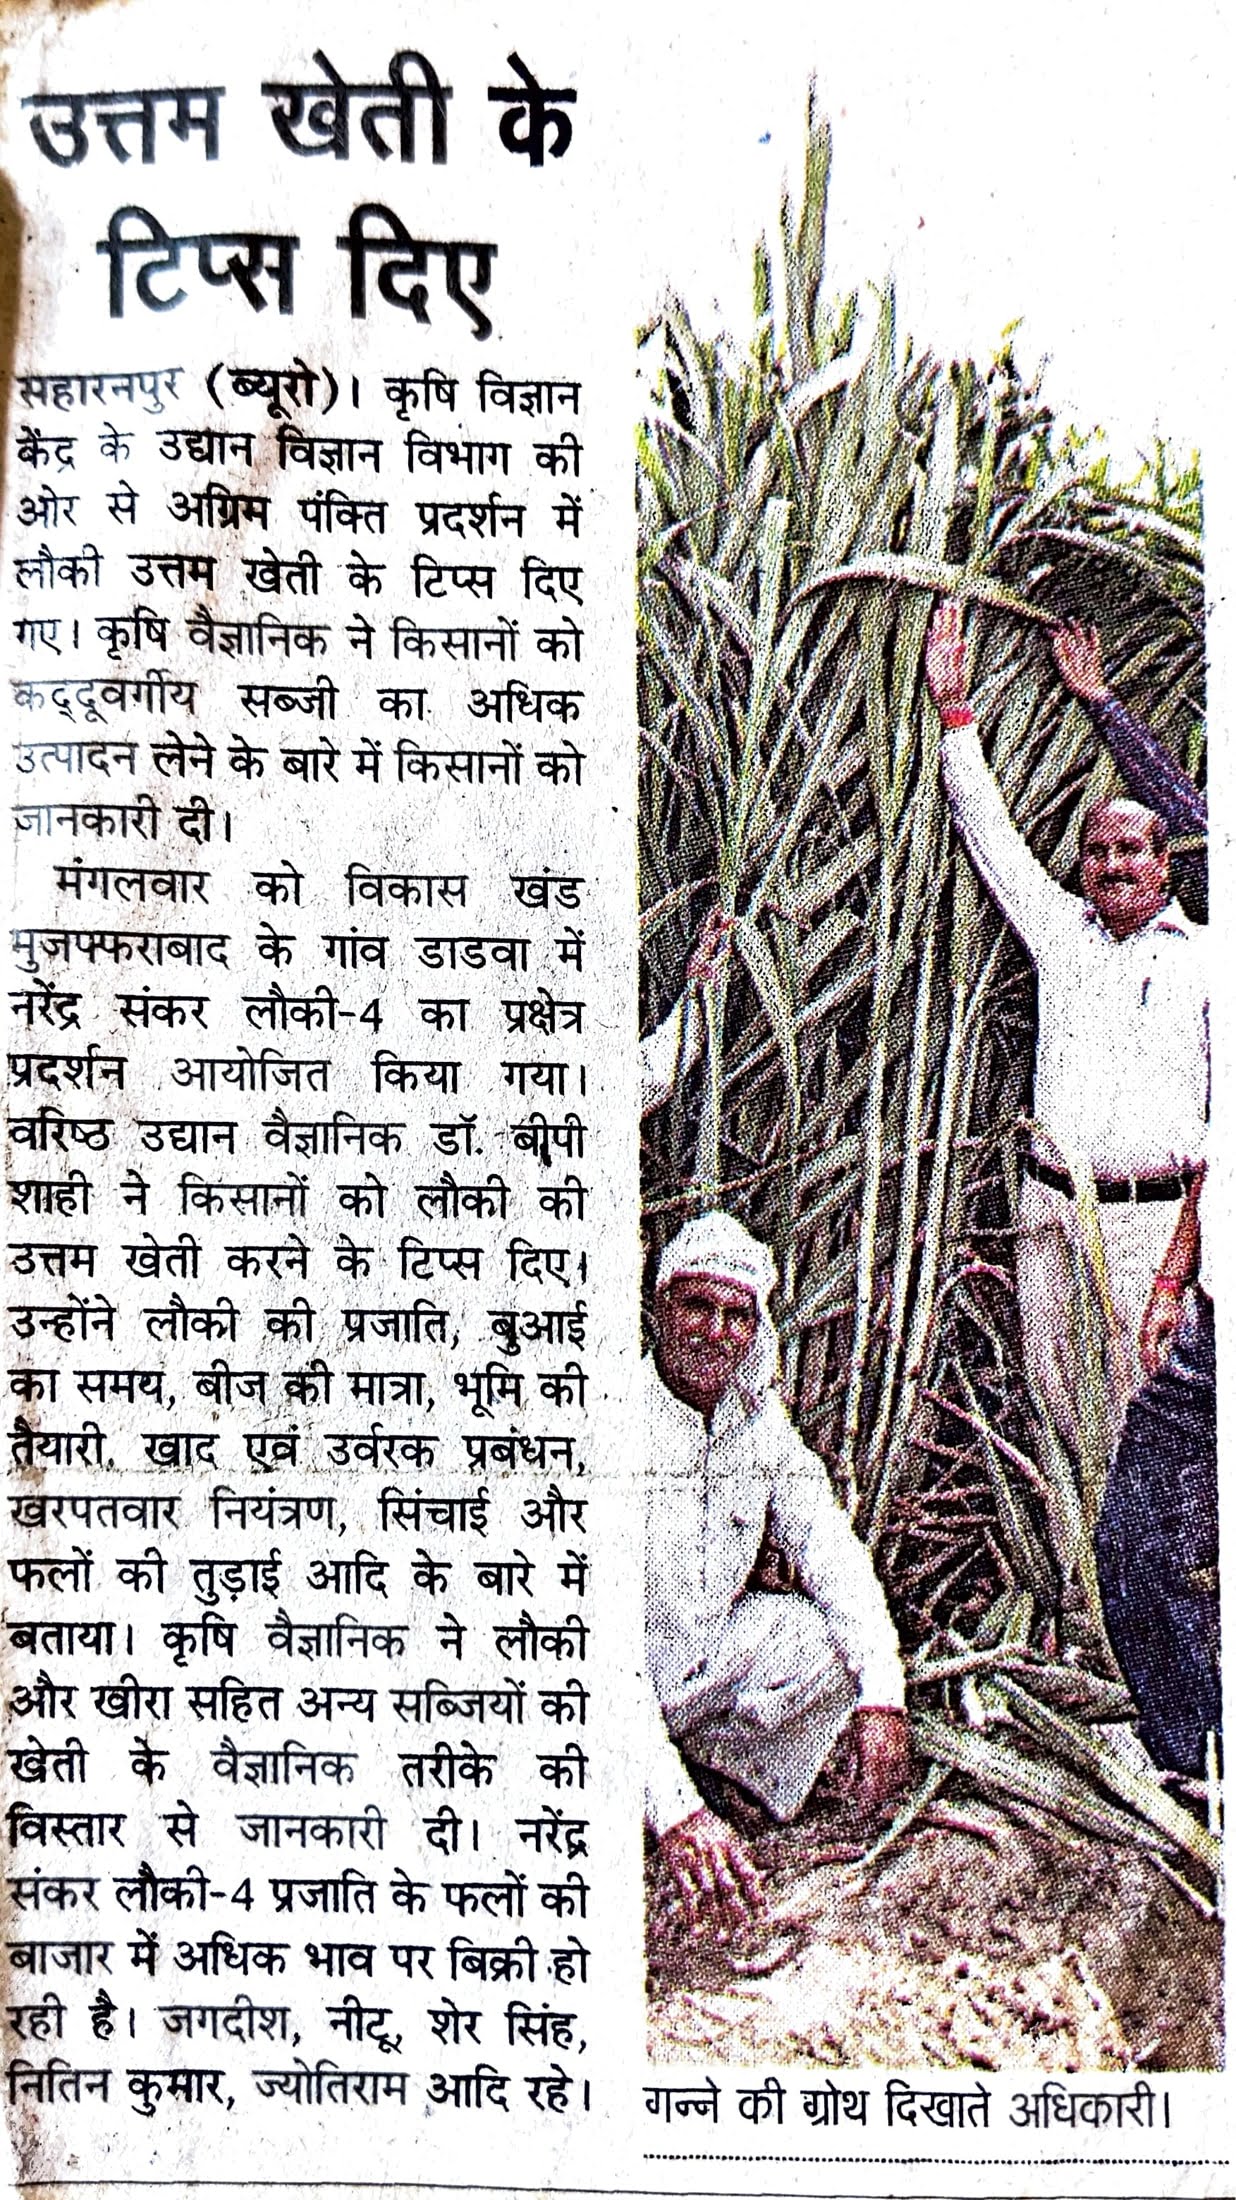 उत्तम खेती के
टिप्स दिए
सहारनपुर (ब्यूरो)। कृषि विज्ञान
केंद्र के उद्यान विज्ञान विभाग की
ओर से अग्रिम पंक्ति प्रदर्शन में
लौकी उत्तम खेती के टिप्स दिए
गए। कृषि वैज्ञानिक ने किसानों को
कद्दूवर्गीय सब्जी का अधिक
उत्पादन लेने के बारे में किसानों को
जानकारी दी।
मंगलवार को विकास खंड
मुजफ्फराबाद के गांव डाडवा में
नरेंद्र संकर लौकी-4 का प्रक्षेत्र
प्रदर्शन आयोजित किया गया।
वरिष्ठ उद्यान वैज्ञानिक डॉ. बीपी
शाही ने किसानों को लौकी की
उत्तम खेती करने के टिप्स दिए।
उन्होंने लौकी की प्रजाति, बुआई
का समय, बीज की मात्रा, भूमि की
तैयारी, खाद एवं उर्वरक प्रबंधन,
खरपतवार नियंत्रण, सिंचाई और
फलों की तुड़ाई आदि के बारे में
बताया। कृषि वैज्ञानिक ने लौकी
और खीरा सहित अन्य सब्जियों की
खेती के वैज्ञानिक तरीके की
विस्तार से जानकारी दी। नरेंद्र
संकर लौकी-4 प्रजाति के फलों की
बाजार में अधिक भाव पर बिक्री हो
रही है। जगदीश, नीटू, शेर सिंह,
नितिन कुमार, ज्योतिराम आदि रहे।
गन्ने की ग्रोथ दिखाते अधिकारी।